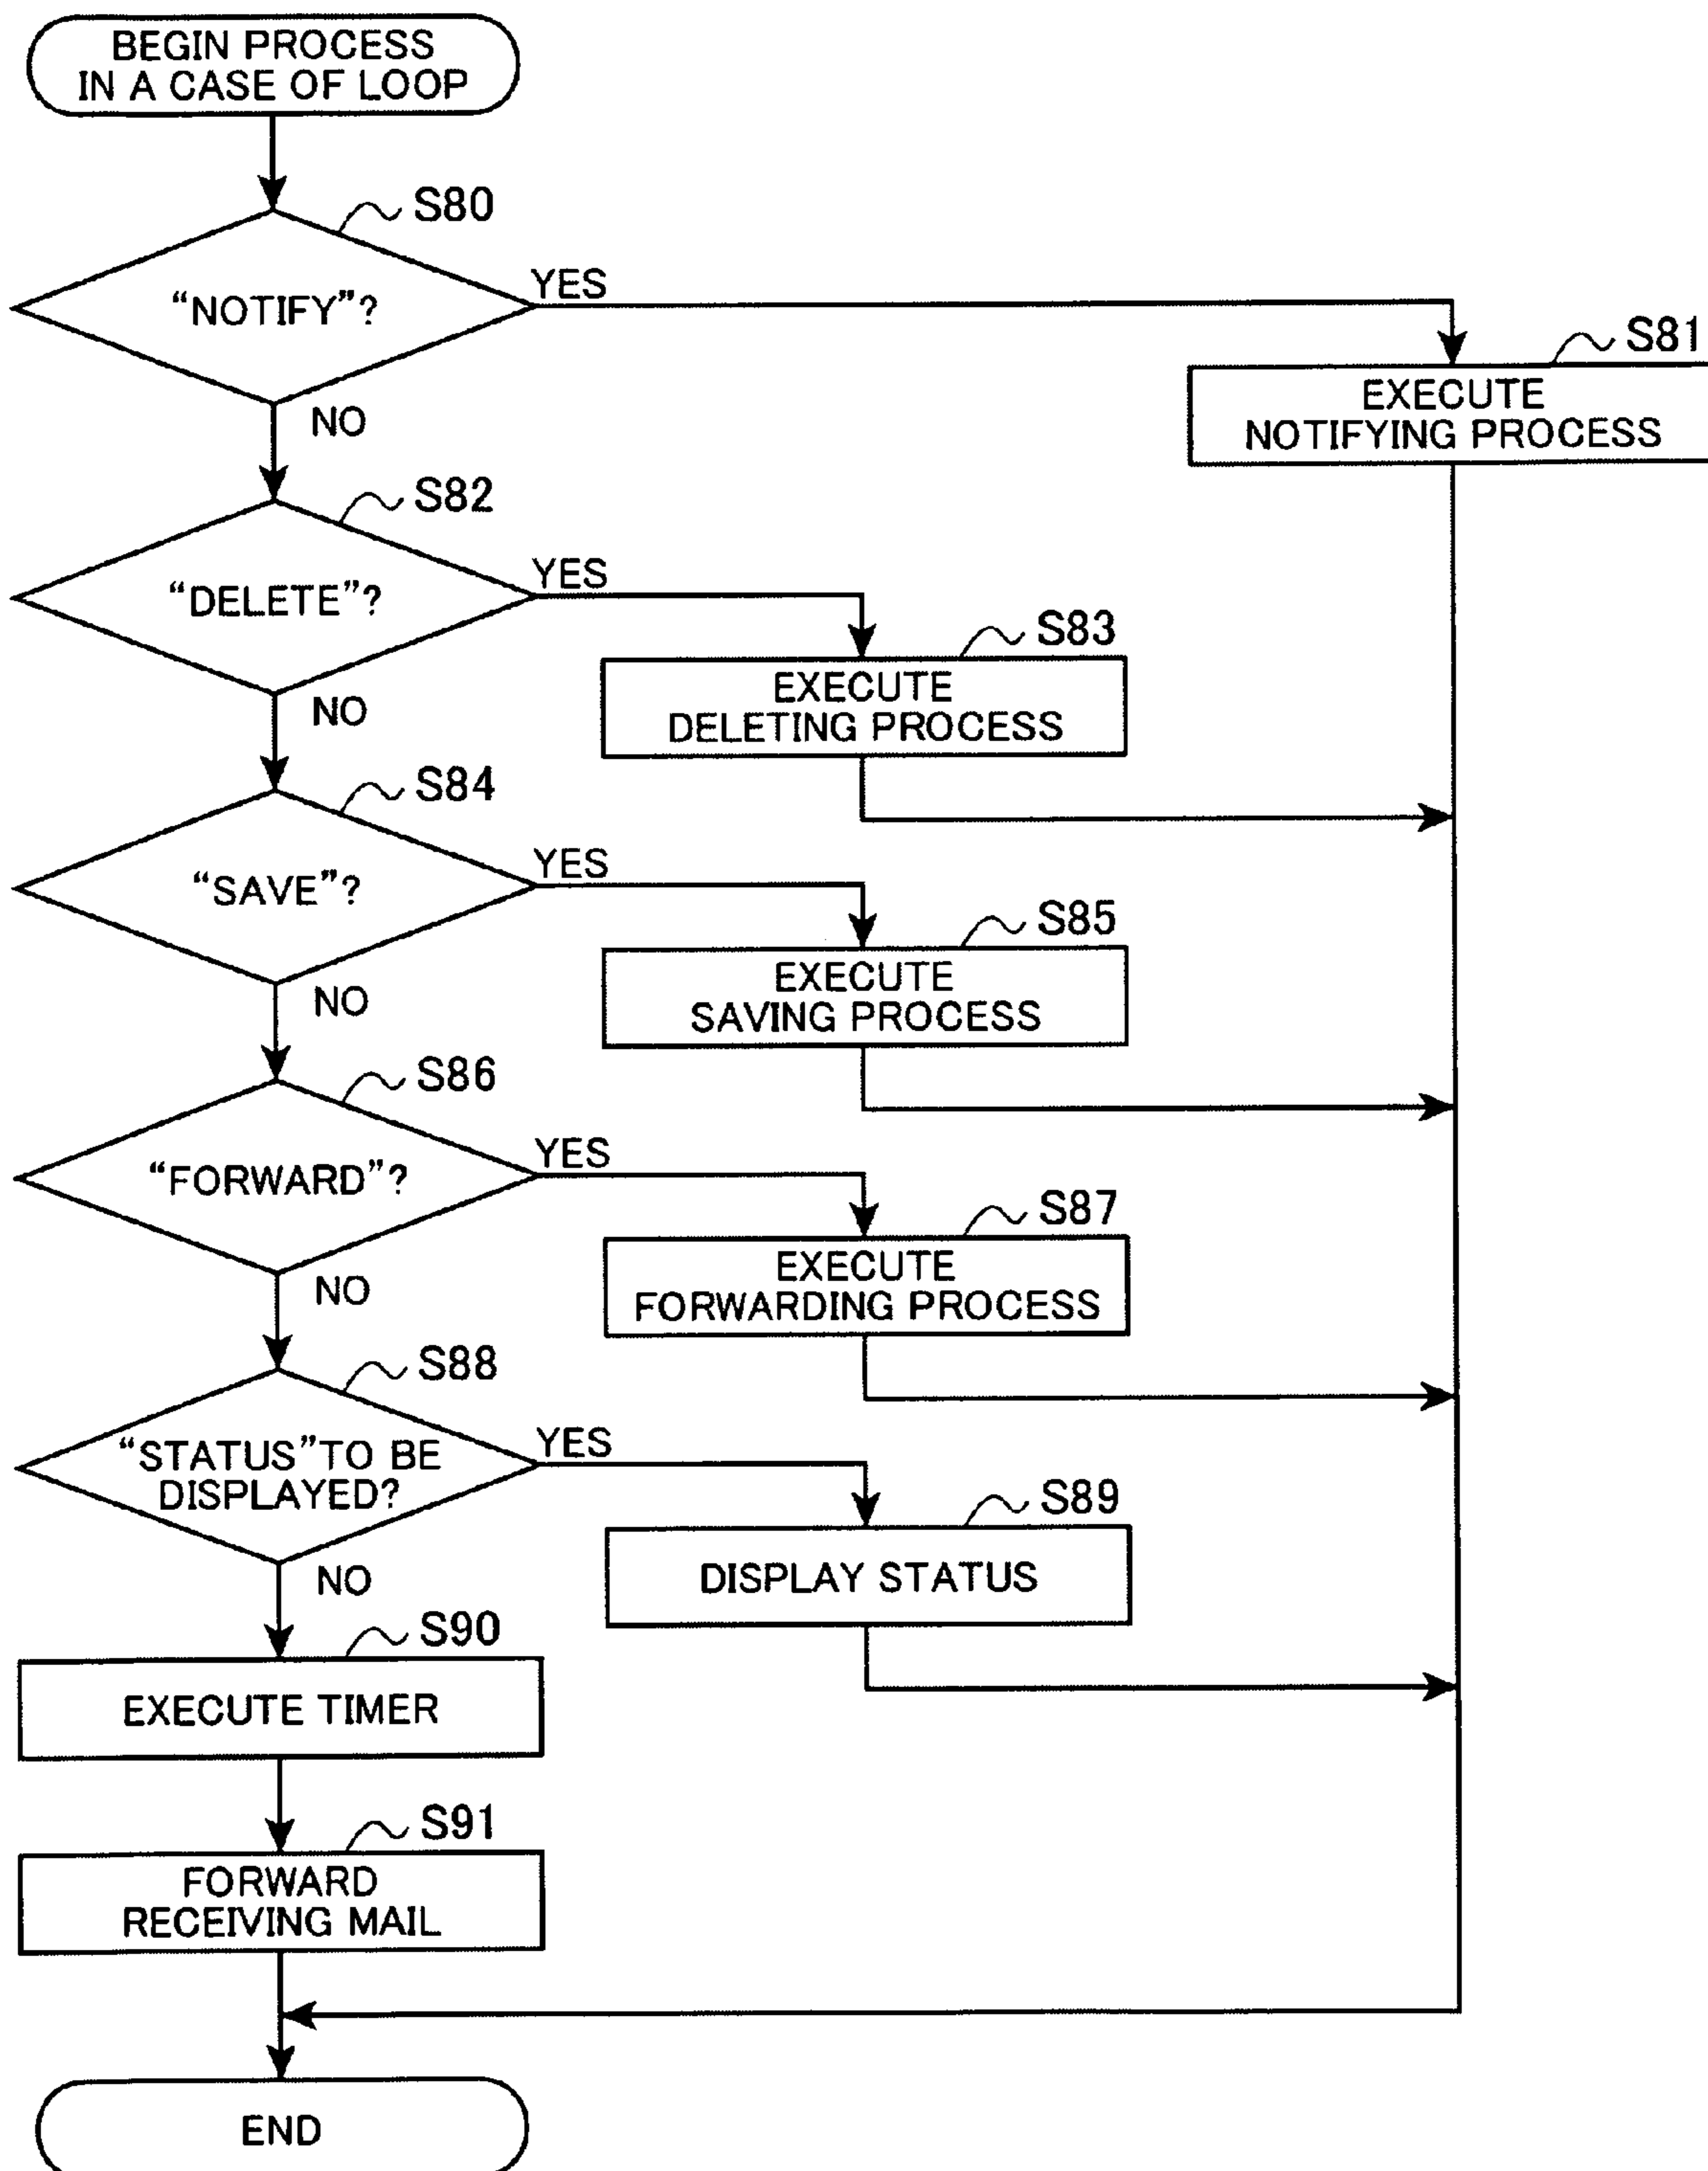 BEGIN PROCESS
IN A CASE OF LOOP
S80
“NOTIFY”?
YES
NO
S81
EXECUTE
NOTIFYING PROCESS
S82
“DELETE”?
YES
NO
S83
EXECUTE
DELETING PROCESS
S84
“SAVE”?
YES
NO
S85
EXECUTE
SAVING PROCESS
S86
“FORWARD”?
YES
NO
S87
EXECUTE
FORWARDING PROCESS
S88
“STATUS”TO BE
DISPLAYED?
YES
NO
S89
DISPLAY STATUS
S90
EXECUTE TIMER
S91
FORWARD
RECEIVING MAIL
END